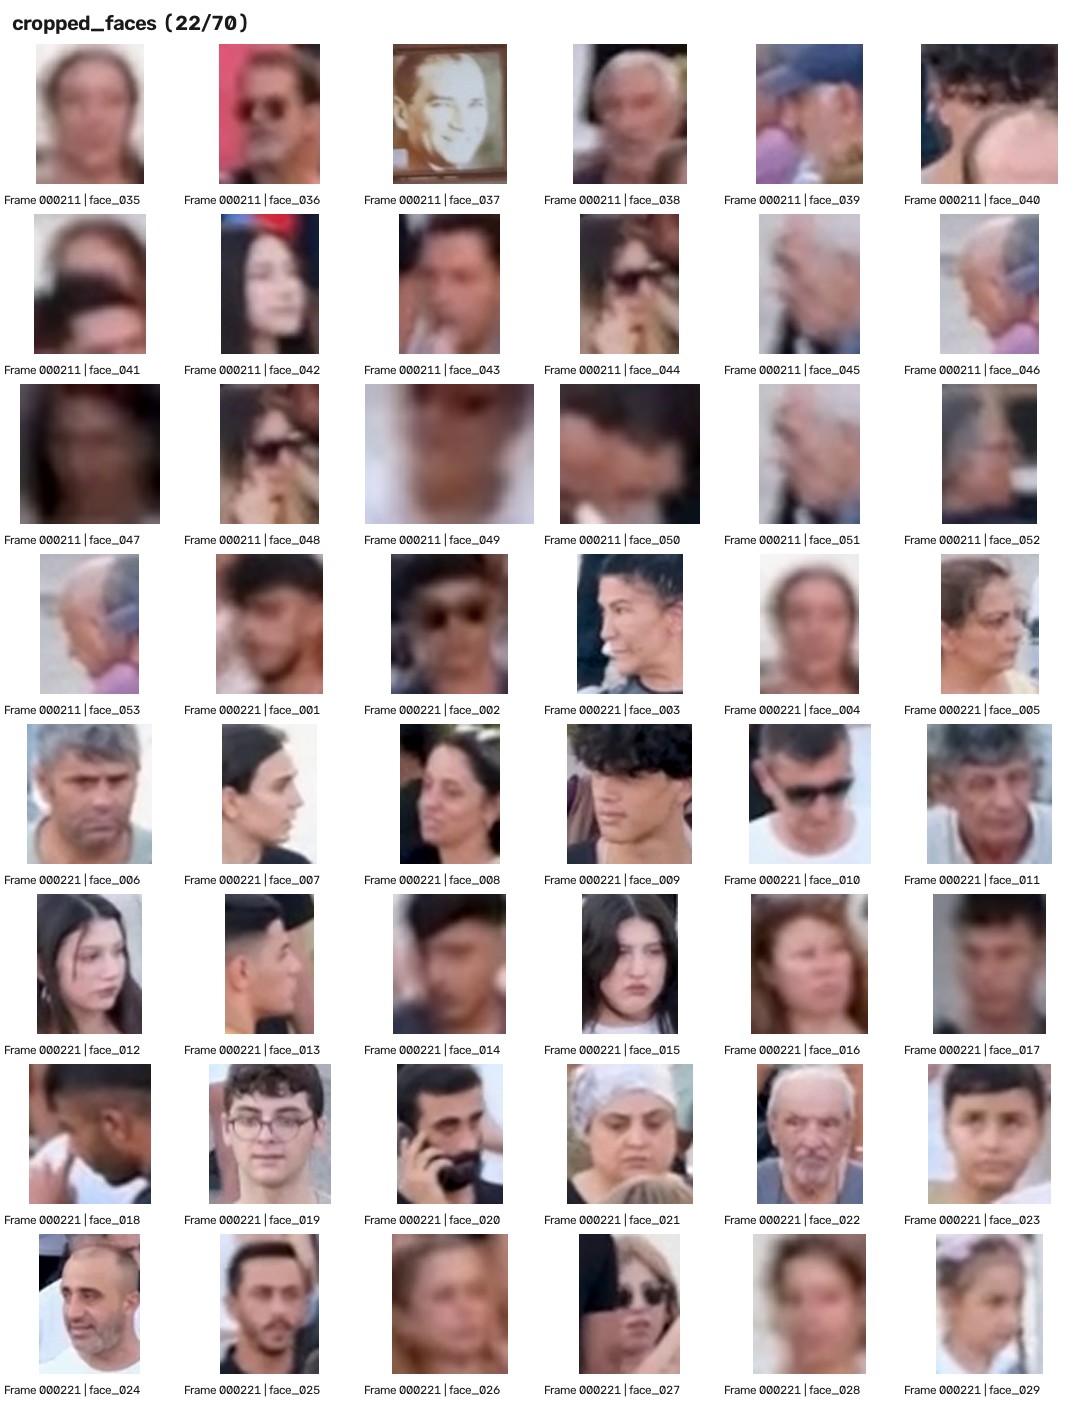 cropped_faces (22/70)
Frame 000211 | face_035 Frame 000211 | face_036 Frame 000211 | face_037 Frame 000211 | face_038 Frame 000211 | face_039 Frame 000211 | face_040
Frame 000211 | face_041 Frame 000211 | face_042 Frame 000211 | face_043 Frame 000211 | face_044 Frame 000211 | face_045 Frame 000211 | face_046
Frame 000211 | face_047 Frame 000211 | face_048 Frame 000211 | face_049 Frame 000211 | face_050 Frame 000211 | face_051 Frame 000211 | face_052
Frame 000211 | face_053 Frame 000221 | face_001 Frame 000221 | face_002 Frame 000221 | face_003 Frame 000221 | face_004 Frame 000221 | face_005
Frame 000221 | face_006 Frame 000221 | face_007 Frame 000221 | face_008 Frame 000221 | face_009 Frame 000221 | face_010 Frame 000221 | face_011
Frame 000221 | face_012 Frame 000221 | face_013 Frame 000221 | face_014 Frame 000221 | face_015 Frame 000221 | face_016 Frame 000221 | face_017
Frame 000221 | face_018 Frame 000221 | face_019 Frame 000221 | face_020 Frame 000221 | face_021 Frame 000221 | face_022 Frame 000221 | face_023
Frame 000221 | face_024 Frame 000221 | face_025 Frame 000221 | face_026 Frame 000221 | face_027 Frame 000221 | face_028 Frame 000221 | face_029